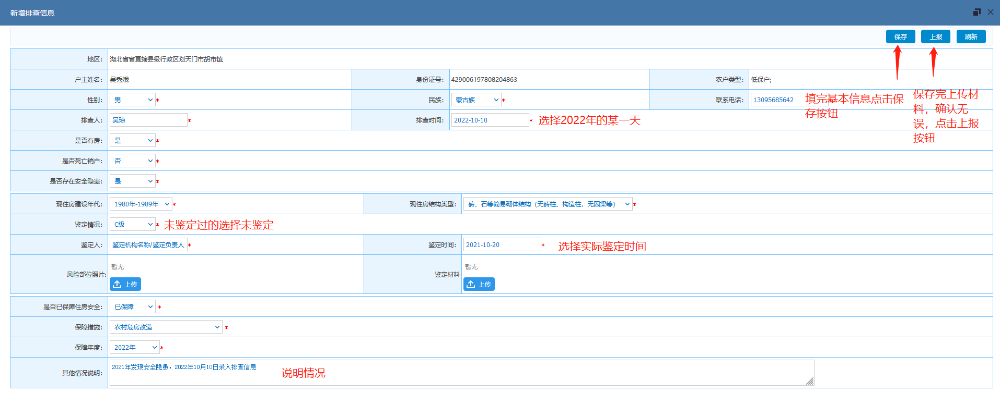 新增排查信息
保存 上报 刷新
地区： 湖北省省直辖县级行政区划天门市胡市镇
户主姓名： 吴秀娥 身份证号： 429006197808204863 农户类型： 低保户;
性别： 男 * 民族： 蒙古族 * 联系电话： 13095685642
填完基本信息点击保
存按钮
保存完上传材
料，确认无
误，点击上报
按钮
排查人： 吴琼 * 排查时间： 2022-10-10 * 选择2022年的某一天
是否有房： 是 *
是否死亡销户： 否 *
是否存在安全隐患： 是 *
现住房建设年代： 1980年-1989年 * 现住房结构类型： 砖、石等简易砌体结构（无砖柱、构造柱，无圈梁等） *
鉴定情况： C级 * 未鉴定过的选择未鉴定
鉴定人： 鉴定机构名称/鉴定负责人 * 鉴定时间： 2021-10-20 * 选择实际鉴定时间
风险部位照片: 暂无 上传 鉴定材料 暂无 上传
是否已保障住房安全： 已保障 *
保障措施： 农村危房改造 *
保障年度： 2022年 *
其他情况说明： 2021年发现安全隐患，2022年10月10日录入排查信息 说明情况